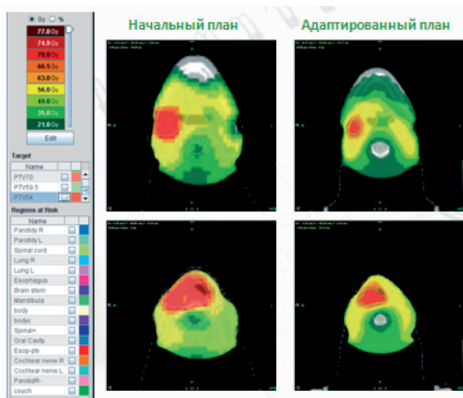 Начальный план
Адаптированный план
Gy %
77.0 Gy
74.9 Gy
70.0 Gy
66.5 Gy
63.0 Gy
56.0 Gy
49.0 Gy
35.0 Gy
21.0 Gy
Edit
Target
Name
PTV70
PTV59.5
PTV56
Regions at Risk
Name
Parotidy R
Parotidy L
Spinal cord
Lung R
Lung L
Esophagus
Brain stem
Mandibula
body
bodyc
Spinal+
Oral Cavity
Esop-ptv
Cochlear nerve R
Cochlear nerve L
ParotidR-
couch